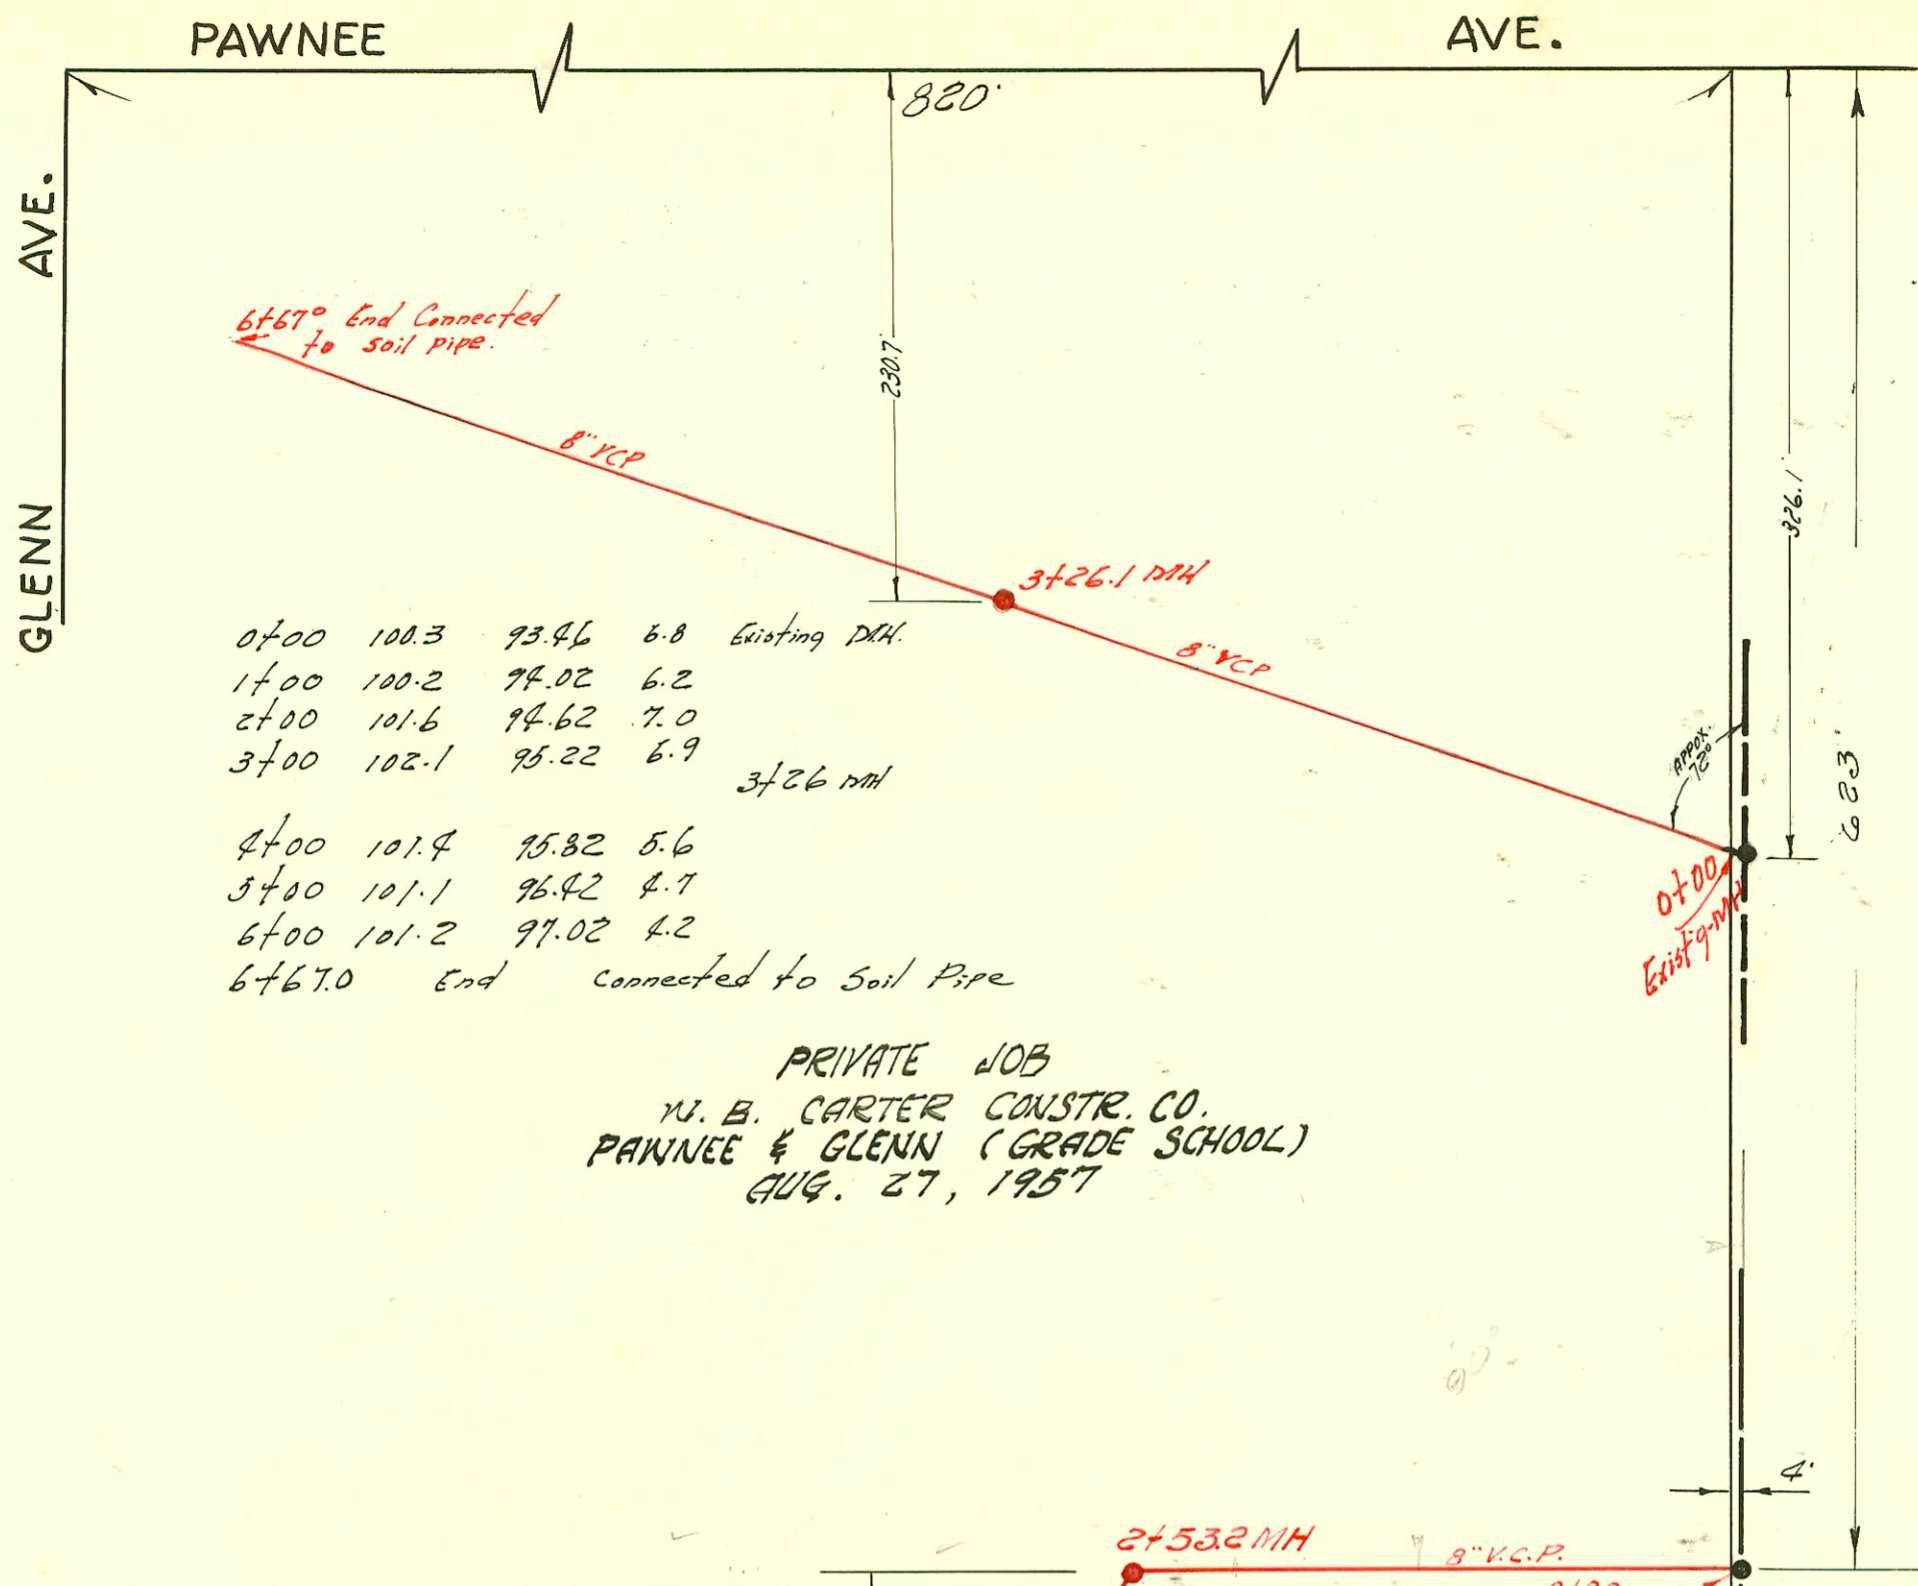 PAWNEE AVE.
820'
GLENN AVE.
6+67° End Connected
to soil pipe.
230.7'
326.1'
623'
8" VCP
3+26.1 MH
8" VCP
APPOX.
72°
0+00
Exist'g-MH
0+00 100.3 93.46 6.8 Existing M.H.
1+00 100.2 94.02 6.2
2+00 101.6 94.62 7.0
3+00 102.1 95.22 6.9
3+26 MH
4+00 101.4 95.82 5.6
5+00 101.1 96.42 4.7
6+00 101.2 97.02 4.2
6+67.0 End Connected to Soil Pipe
PRIVATE JOB
W. B. CARTER CONSTR. CO.
PAWNEE & GLENN (GRADE SCHOOL)
AUG. 27, 1957
4'
2+53.2 MH
8" V.C.P.